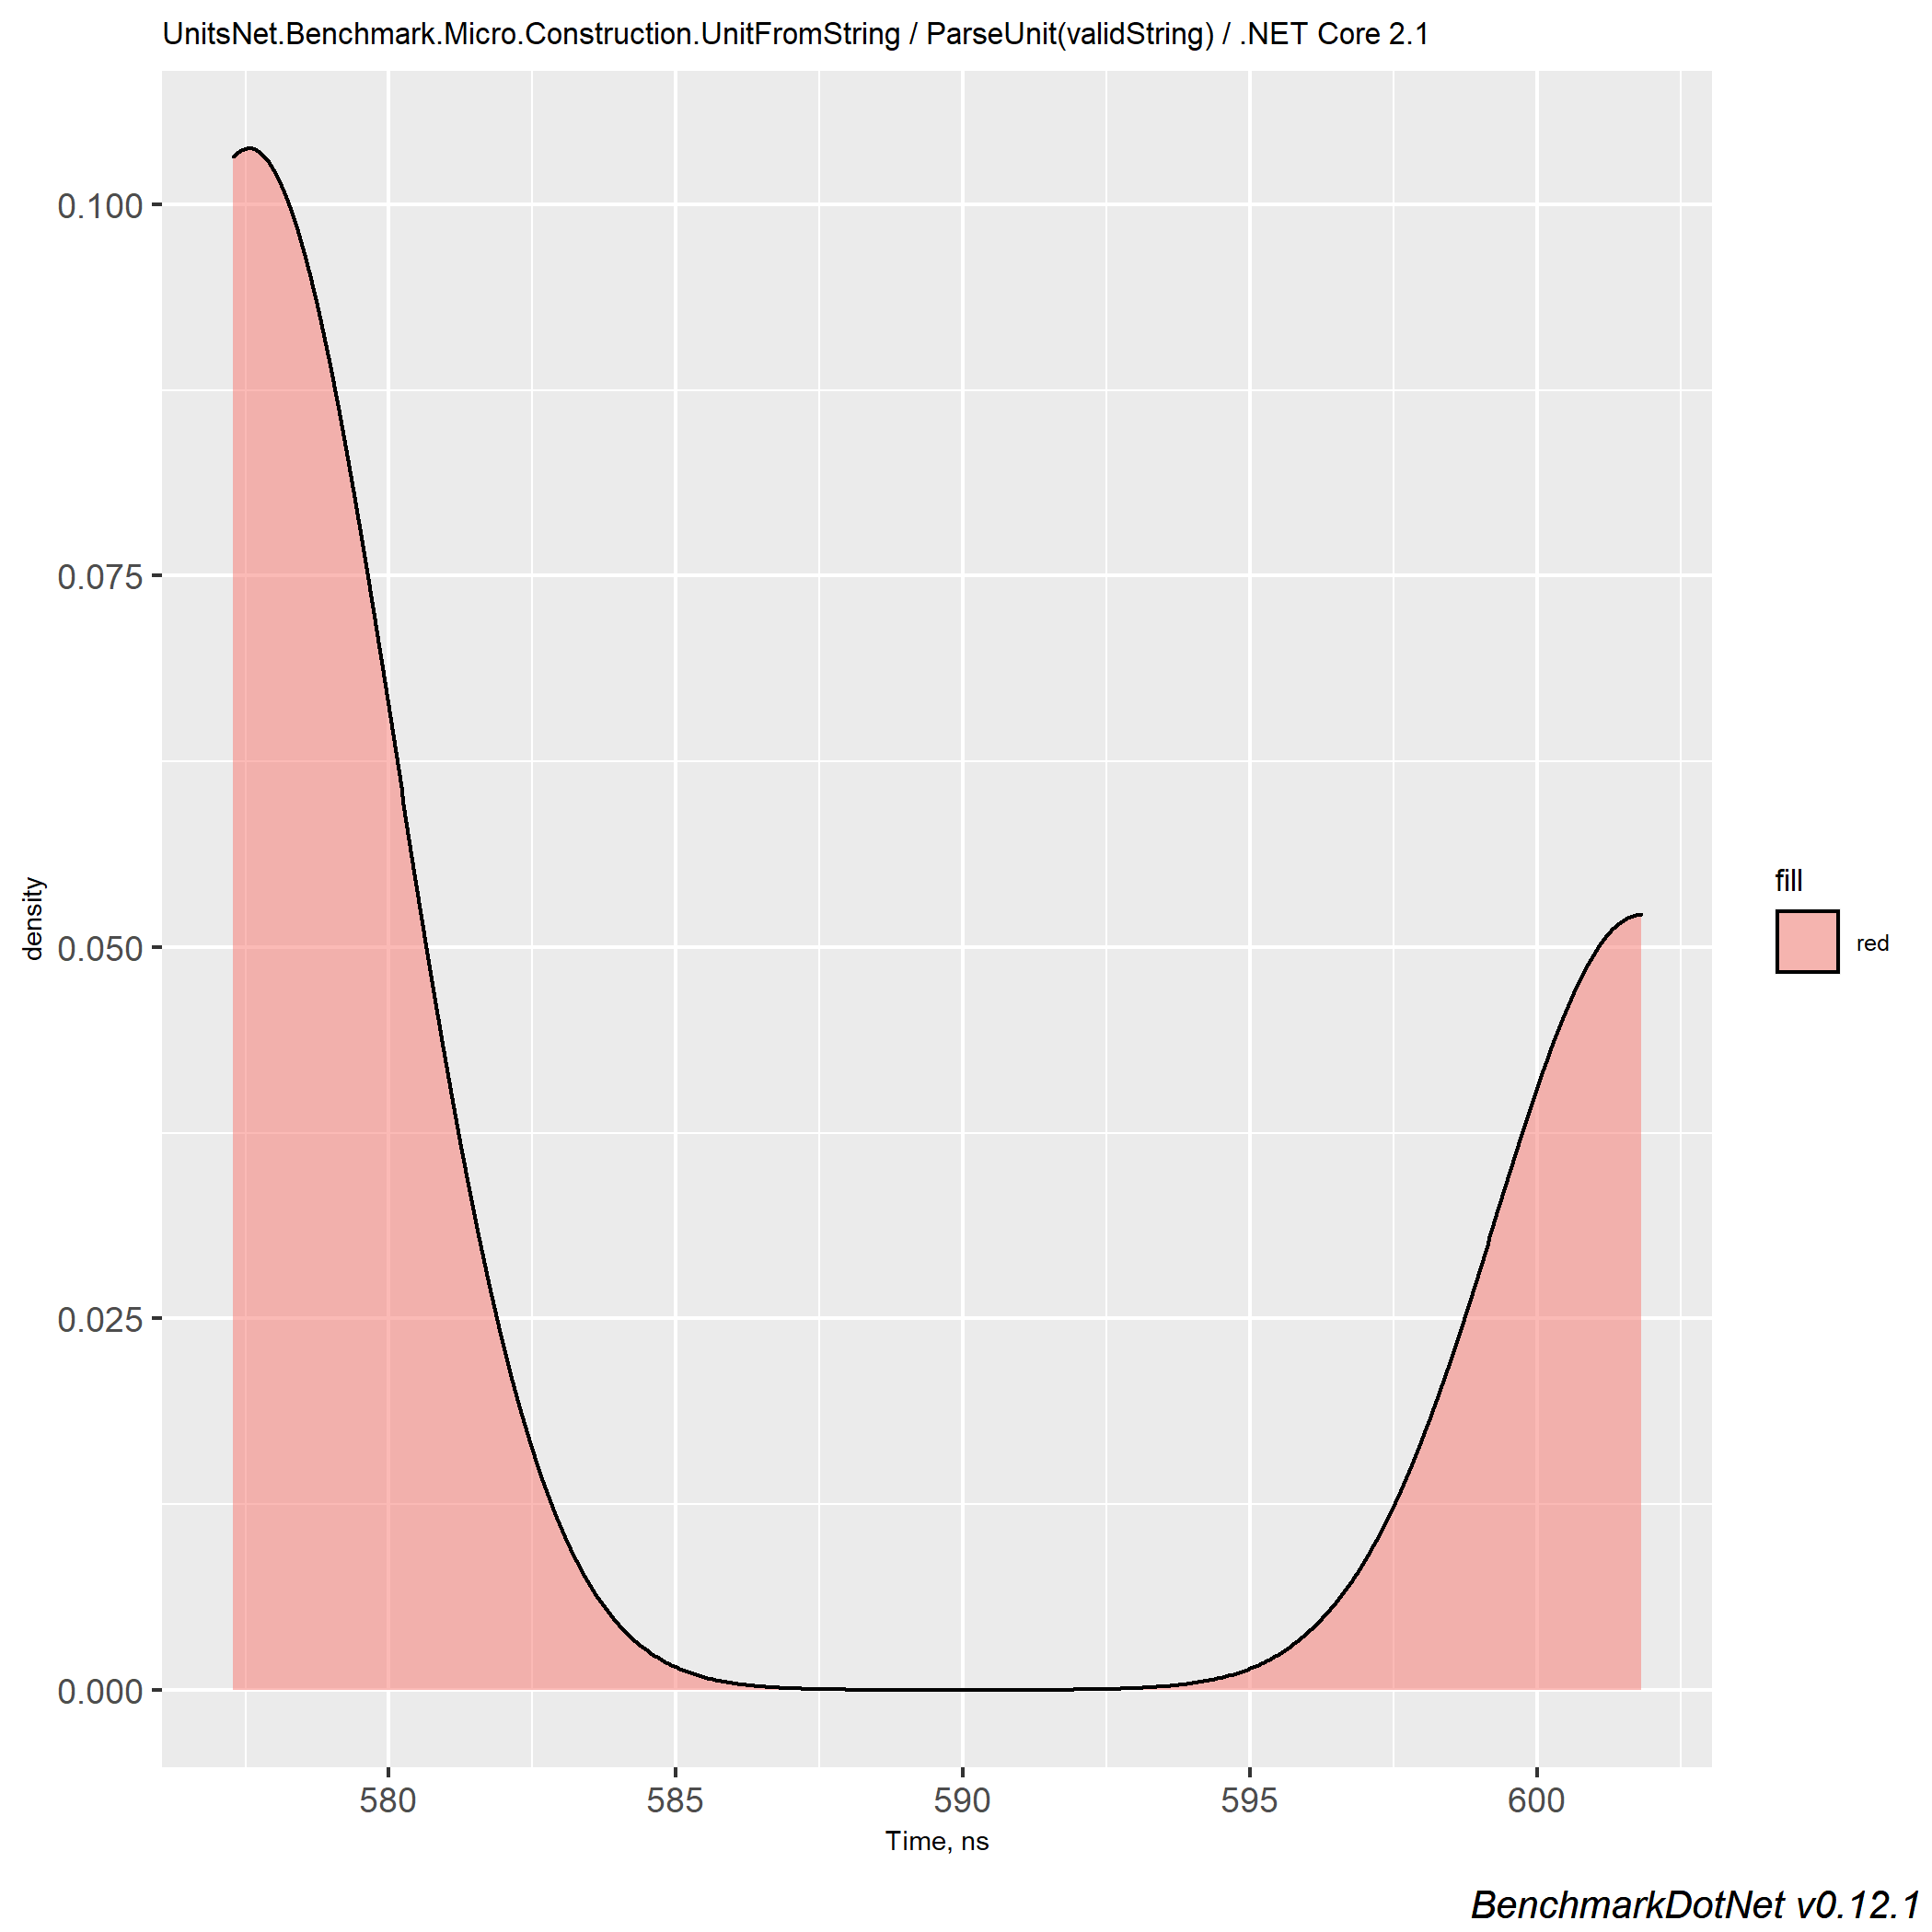 UnitsNet.Benchmark.Micro.Construction.UnitFromString / ParseUnit(validString) / .NET Core 2.1
0.100
0.075
0.050
0.025
0.000
density
580 585 590 595 600
Time, ns
fill
red
BenchmarkDotNet v0.12.1